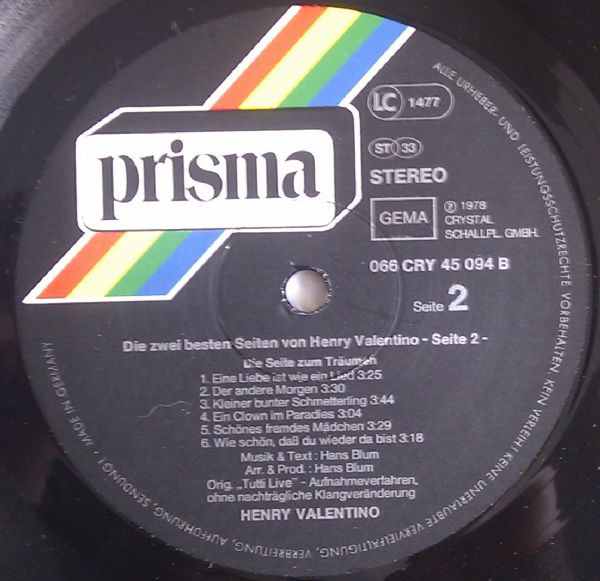 prisma
LC 1477
ST 33
STEREO
GEMA
℗ 1978
CRYSTAL
SCHALLPL. GMBH.
066 CRY 45 094 B
Seite 2
Die zwei besten Seiten von Henry Valentino - Seite 2 -
Die Seite zum Träumen
1. Eine Liebe ist wie ein Lied 3:25
2. Der andere Morgen 3:30
3. Kleiner bunter Schmetterling 3:44
4. Ein Clown im Paradies 3:04
5. Schönes fremdes Mädchen 3:29
6. Wie schön, daß du wieder da bist 3:18
Musik & Text : Hans Blum
Arr. & Prod. : Hans Blum
Orig. „Tutti Live" - Aufnahmeverfahren,
ohne nachträgliche Klangveränderung
HENRY VALENTINO
ALLE URHEBER- UND LEISTUNGSSCHUTZRECHTE VORBEHALTEN KEIN VERLEIH! KEINE UNERLAUBTE VERVIELFÄLTIGUNG, VERBREITUNG, AUFFÜHRUNG, SENDUNG! · MADE IN GERMANY